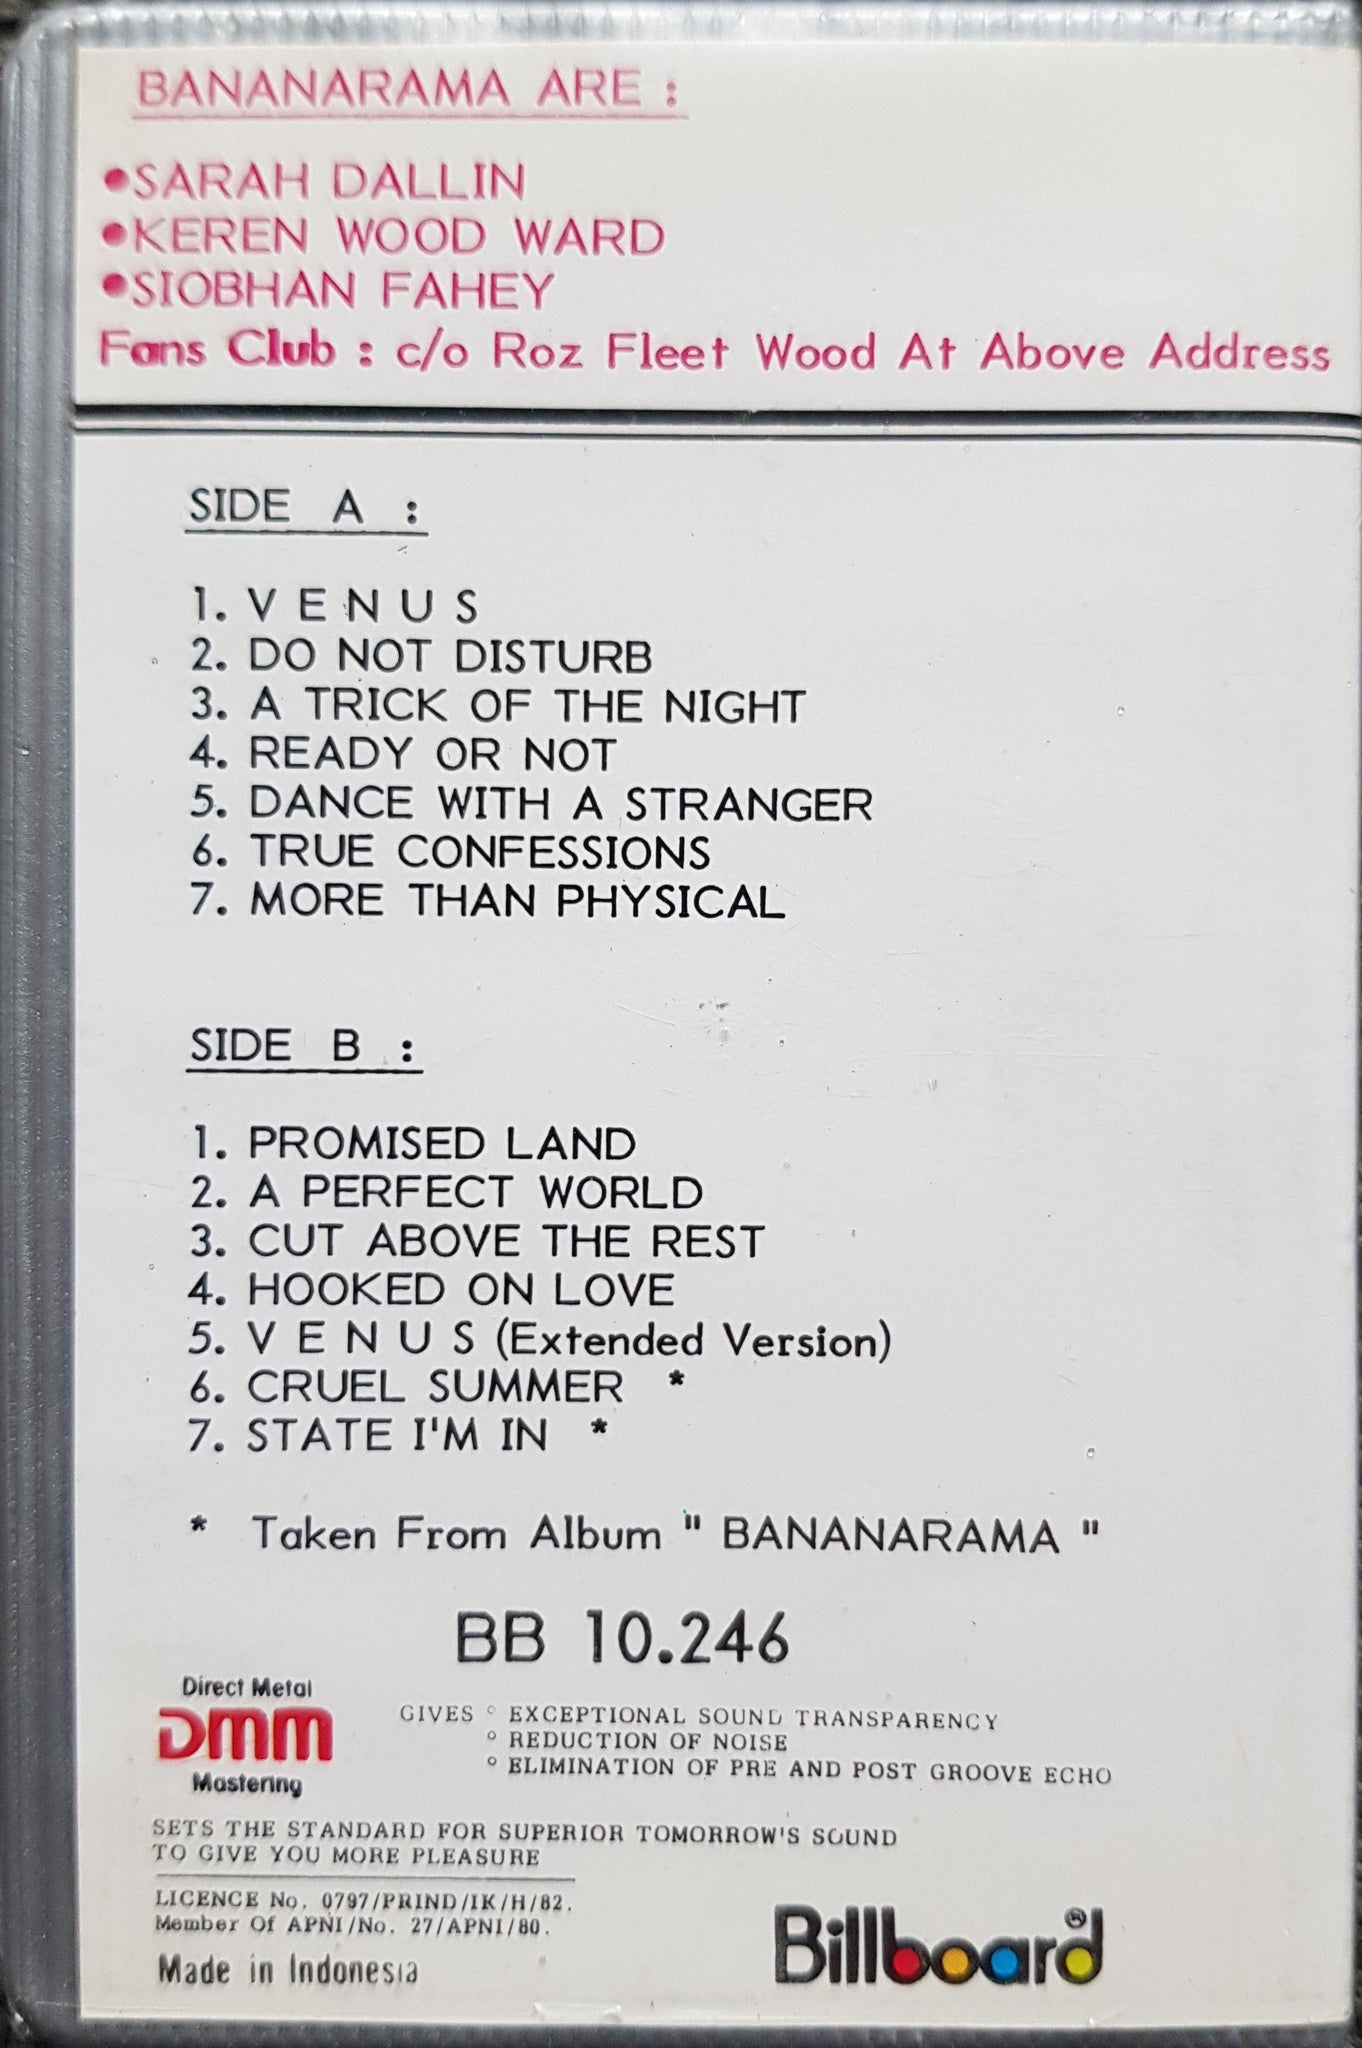 BANANARAMA ARE :
•SARAH DALLIN
•KEREN WOOD WARD
•SIOBHAN FAHEY
Fans Club : c/o Roz Fleet Wood At Above Address
SIDE A :
1. V E N U S
2. DO NOT DISTURB
3. A TRICK OF THE NIGHT
4. READY OR NOT
5. DANCE WITH A STRANGER
6. TRUE CONFESSIONS
7. MORE THAN PHYSICAL
SIDE B :
1. PROMISED LAND
2. A PERFECT WORLD
3. CUT ABOVE THE REST
4. HOOKED ON LOVE
5. V E N U S (Extended Version)
6. CRUEL SUMMER *
7. STATE I'M IN *
* Taken From Album " BANANARAMA "
BB 10.246
Direct Metal
DMM
Mastering
GIVES ° EXCEPTIONAL SOUND TRANSPARENCY
° REDUCTION OF NOISE
° ELIMINATION OF PRE AND POST GROOVE ECHO
SETS THE STANDARD FOR SUPERIOR TOMORROW'S SOUND
TO GIVE YOU MORE PLEASURE
LICENCE No. 0797/PRIND/IK/H/82.
Member Of APNI/No. 27/APNI/80.
Made in Indonesia
Billboard ®